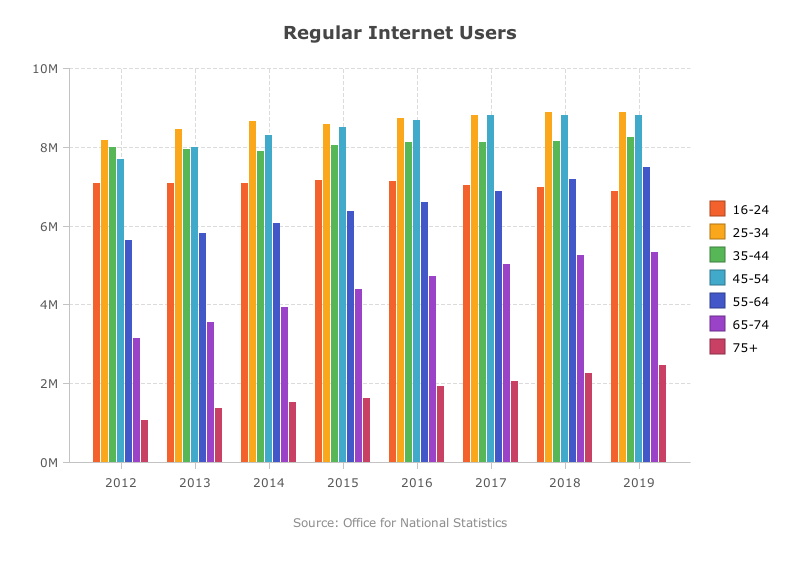 Regular Internet Users
10M
8M
6M
4M
2M
0M
2012 2013 2014 2015 2016 2017 2018 2019
16-24
25-34
35-44
45-54
55-64
65-74
75+
Source: Office for National Statistics